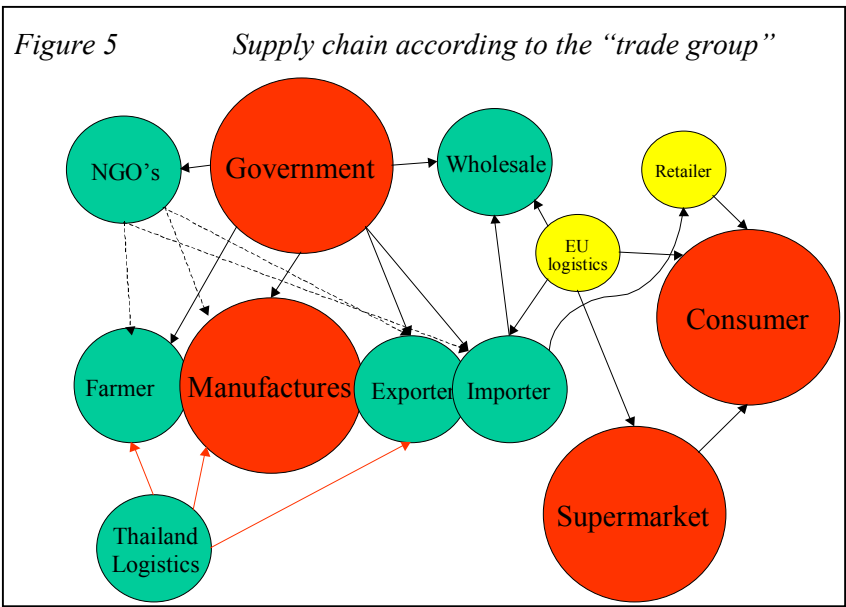 Figure 5 Supply chain according to the “trade group”
NGO’s
Government
Wholesale
Retailer
EU
logistics
Consumer
Farmer
Manufactures
Exporter
Importer
Supermarket
Thailand
Logistics